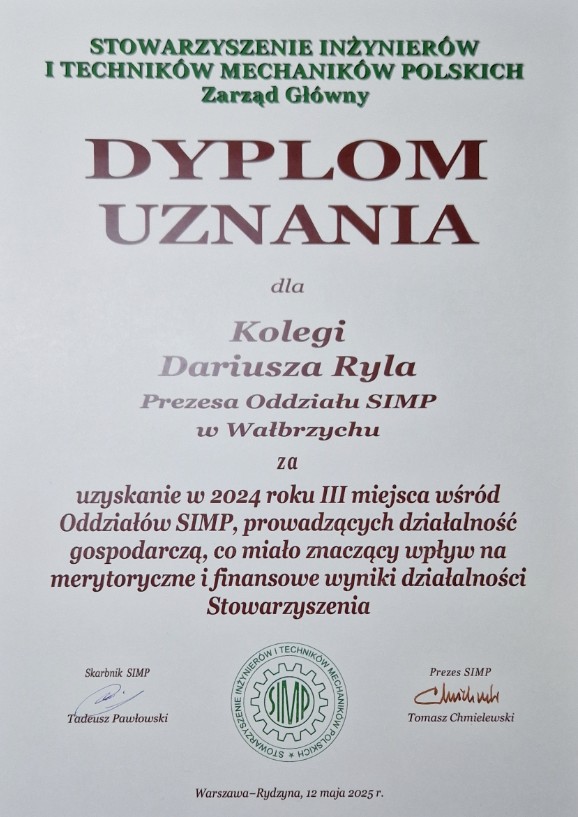 STOWARZYSZENIE INŻYNIERÓW
I TECHNIKÓW MECHANIKÓW POLSKICH
Zarząd Główny
DYPLOM
UZNANIA
dla
Kolegi
Dariusza Ryla
Prezesa Oddziału SIMP
w Wałbrzychu
za
uzyskanie w 2024 roku III miejsca wśród
Oddziałów SIMP, prowadzących działalność
gospodarczą, co miało znaczący wpływ na
merytoryczne i finansowe wyniki działalności
Stowarzyszenia
Skarbnik SIMP
Tadeusz Pawłowski
STOWARZYSZENIE INŻYNIERÓW I TECHNIKÓW MECHANIKÓW POLSKICH
SIMP
Prezes SIMP
Chmielewski
Tomasz Chmielewski
Warszawa–Rydzyna, 12 maja 2025 r.